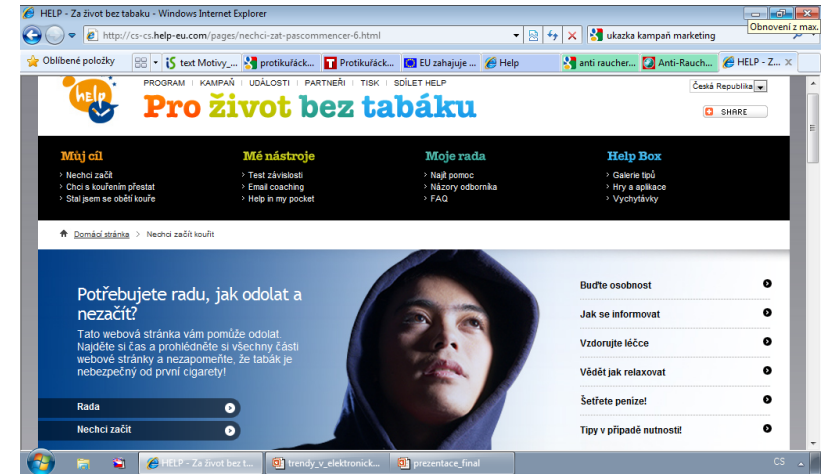 HELP - Za život bez tabaku - Windows Internet Explorer
Obnovení z max.
http://cs-cs.help-eu.com/pages/nechci-zat-pascommencer-6.html
ukazka kampaň marketing
Oblíbené položky
text Motivy_...
protikuřáck...
Protikuřáck...
EU zahajuje ...
Help
anti raucher...
Anti-Rauch...
HELP - Z...
help
PROGRAM | KAMPAŇ | UDÁLOSTI | PARTNEŘI | TISK | SDÍLET HELP
Česká Republika
Pro život bez tabáku
SHARE
Můj cíl
> Nechci začít
> Chci s kouřením přestat
> Stal jsem se obětí kouře
Mé nástroje
> Test závislosti
> Email coaching
> Help in my pocket
Moje rada
> Najít pomoc
> Názory odborníka
> FAQ
Help Box
> Galerie tipů
> Hry a aplikace
> Vychytávky
Domácí stránka > Nechci začít kouřit
Potřebujete radu, jak odolat a
nezačít?
Tato webová stránka vám pomůže odolat.
Najděte si čas a prohlédněte si všechny části
webové stránky a nezapomeňte, že tabák je
nebezpečný od první cigarety!
Rada
Nechci začít
Buďte osobnost
Jak se informovat
Vzdorujte léčce
Vědět jak relaxovat
Šetřete penize!
Tipy v případě nutnosti!
HELP - Za život bez t...
trendy_v_elektronick...
prezentace_final
CS